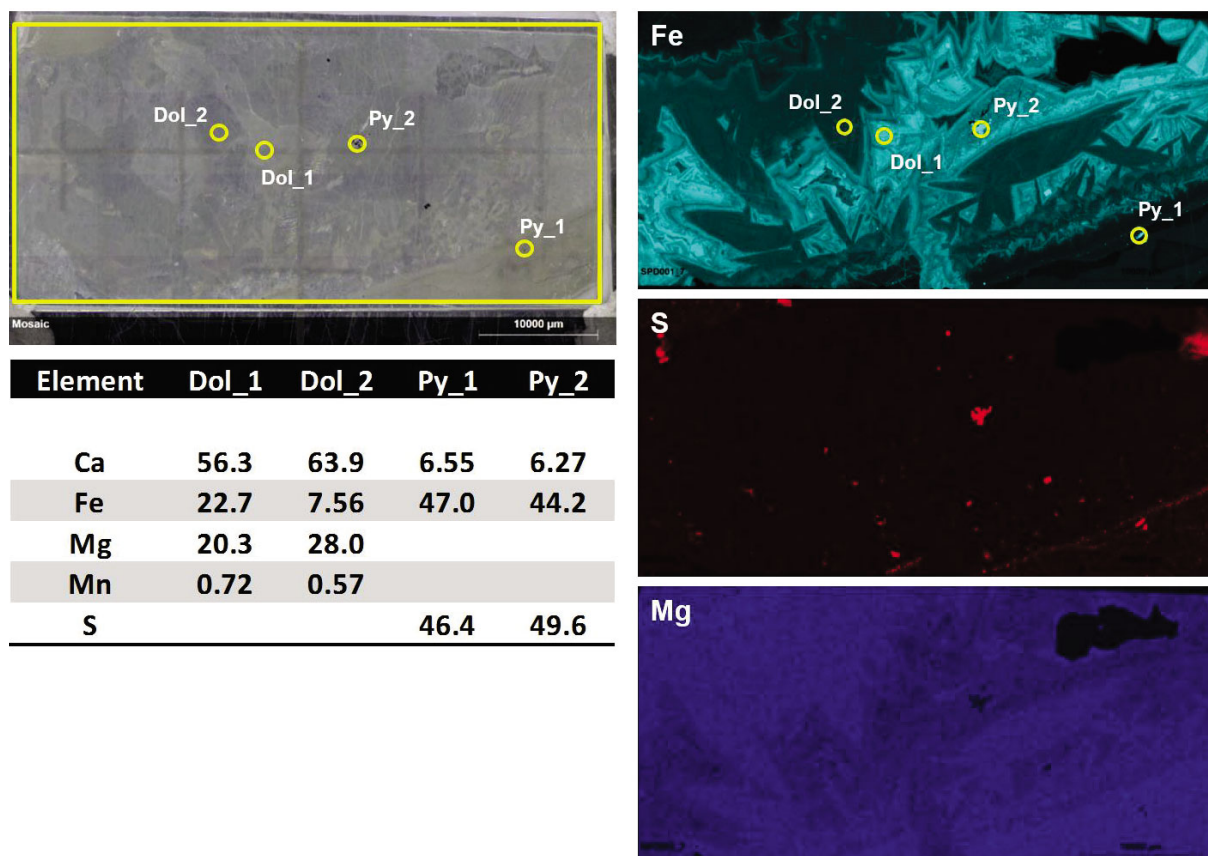 Dol_2
Py_2
Dol_1
Py_1
Mosaic
10000 µm
Element Dol_1 Dol_2 Py_1 Py_2
Ca 56.3 63.9 6.55 6.27
Fe 22.7 7.56 47.0 44.2
Mg 20.3 28.0
Mn 0.72 0.57
S 46.4 49.6
Fe
Dol_2
Py_2
Dol_1
Py_1
SPD001_7
S
Mg